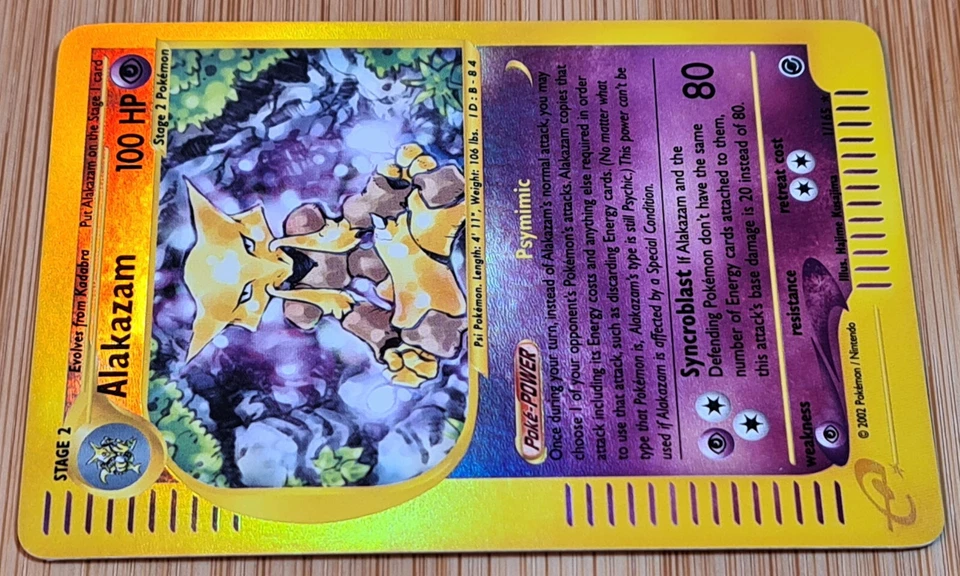 STAGE 2
Evolves from Kadabra
Put Alakazam on the Stage 1 card
Alakazam
100 HP
Stage 2 Pokémon
Psi Pokémon. Length: 4' 11", Weight: 106 lbs. ID: B-84
Poké-POWER
Psymimic
Once during your turn, instead of Alakazam's normal attack, you may
choose 1 of your opponent's Pokémon's attacks. Alakazam copies that
attack including its Energy costs and anything else required in order
to use that attack, such as discarding Energy cards. (No matter what
type that Pokémon is, Alakazam's type is still Psychic.) This power can't be
used if Alakazam is affected by a Special Condition.
Syncroblast If Alakazam and the
Defending Pokémon don't have the same
number of Energy cards attached to them,
this attack's base damage is 20 instead of 80.
80
weakness
resistance
retreat cost
Illus. Hajime Kusajima
© 2002 Pokémon / Nintendo
1/165